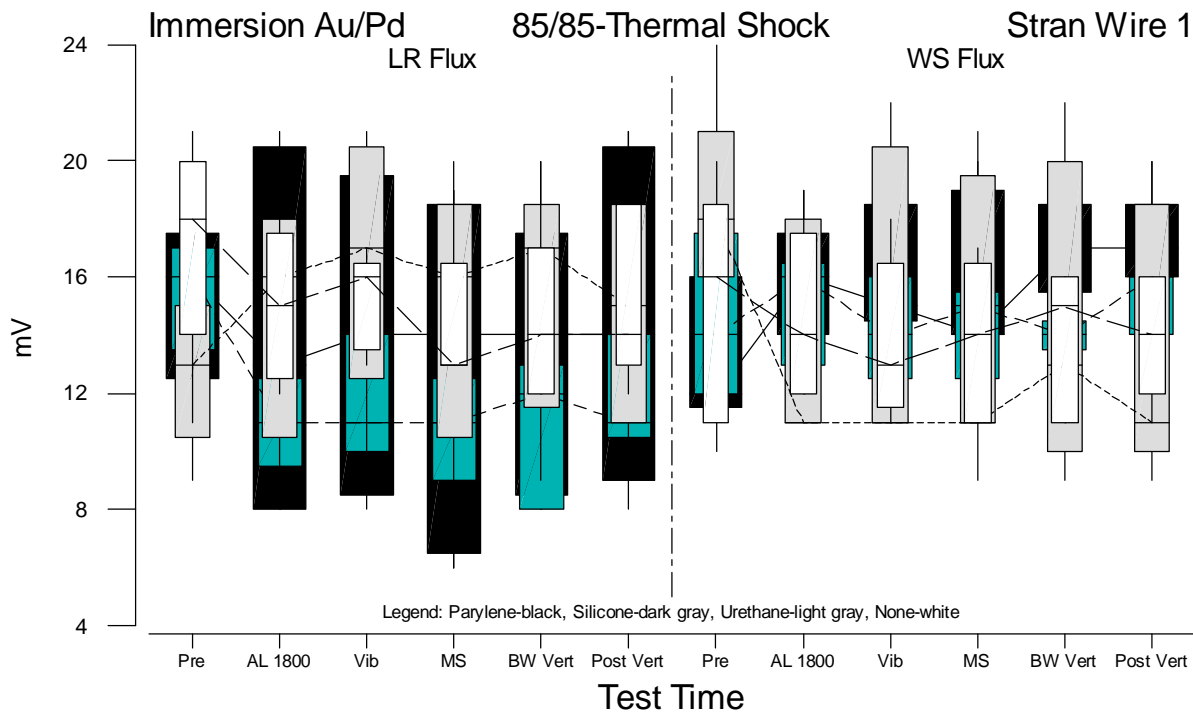 Immersion Au/Pd 85/85-Thermal Shock Stran Wire 1
LR Flux WS Flux
24
20
16
12
8
4
mV
Legend: Parylene-black, Silicone-dark gray, Urethane-light gray, None-white
Pre AL 1800 Vib MS BW Vert Post Vert Pre AL 1800 Vib MS BW Vert Post Vert
Test Time